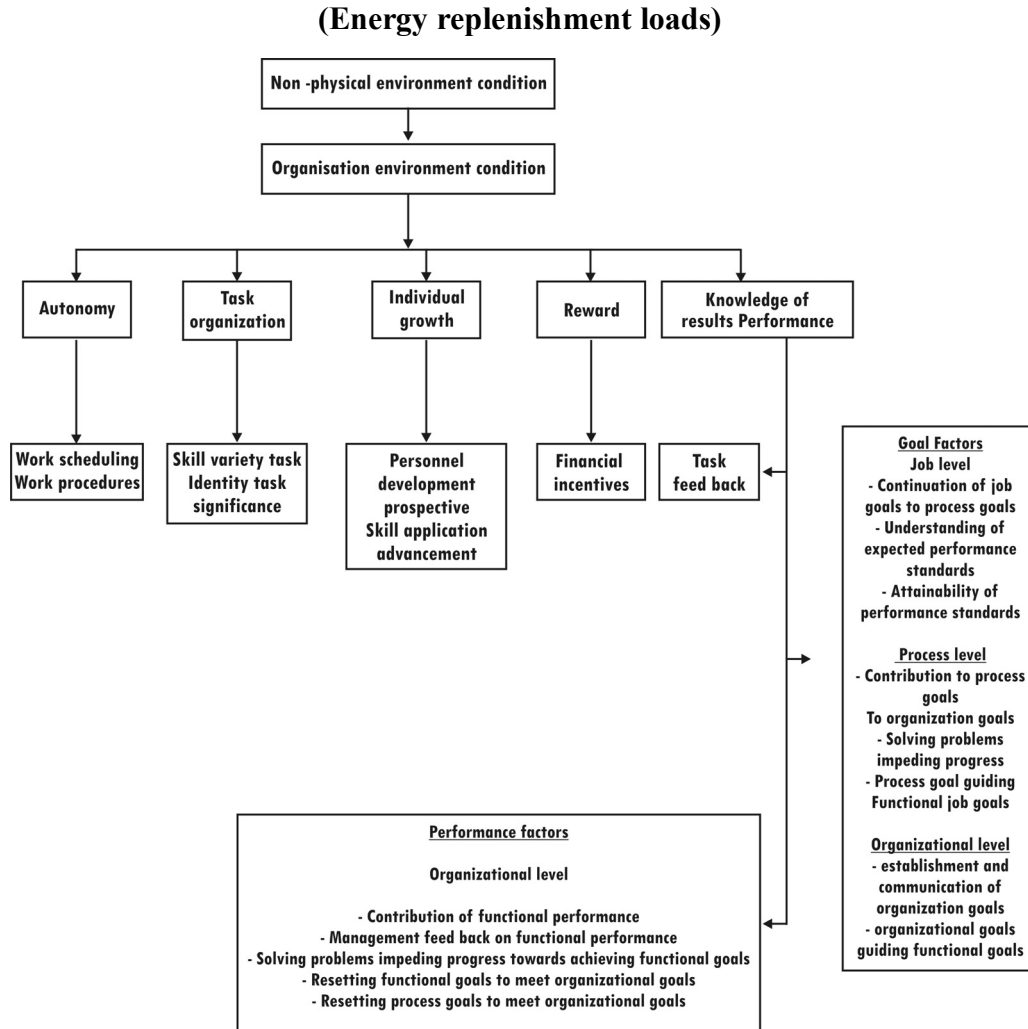 (Energy replenishment loads)
Non -physical environment condition
Organisation environment condition
Autonomy
Task
organization
Individual
growth
Reward
Knowledge of
results Performance
Work scheduling
Work procedures
Skill variety task
Identity task
significance
Personnel
development
prospective
Skill application
advancement
Financial
incentives
Task
feed back
Goal Factors
Job level
- Continuation of job
goals to process goals
- Understanding of
expected performance
standards
- Attainability of
performance standards
Process level
- Contribution to process
goals
To organization goals
- Solving problems
impeding progress
- Process goal guiding
Functional job goals
Organizational level
- establishment and
communication of
organization goals
- organizational goals
guiding functional goals
Performance factors
Organizational level
- Contribution of functional performance
- Management feed back on functional performance
- Solving problems impeding progress towards achieving functional goals
- Resetting functional goals to meet organizational goals
- Resetting process goals to meet organizational goals